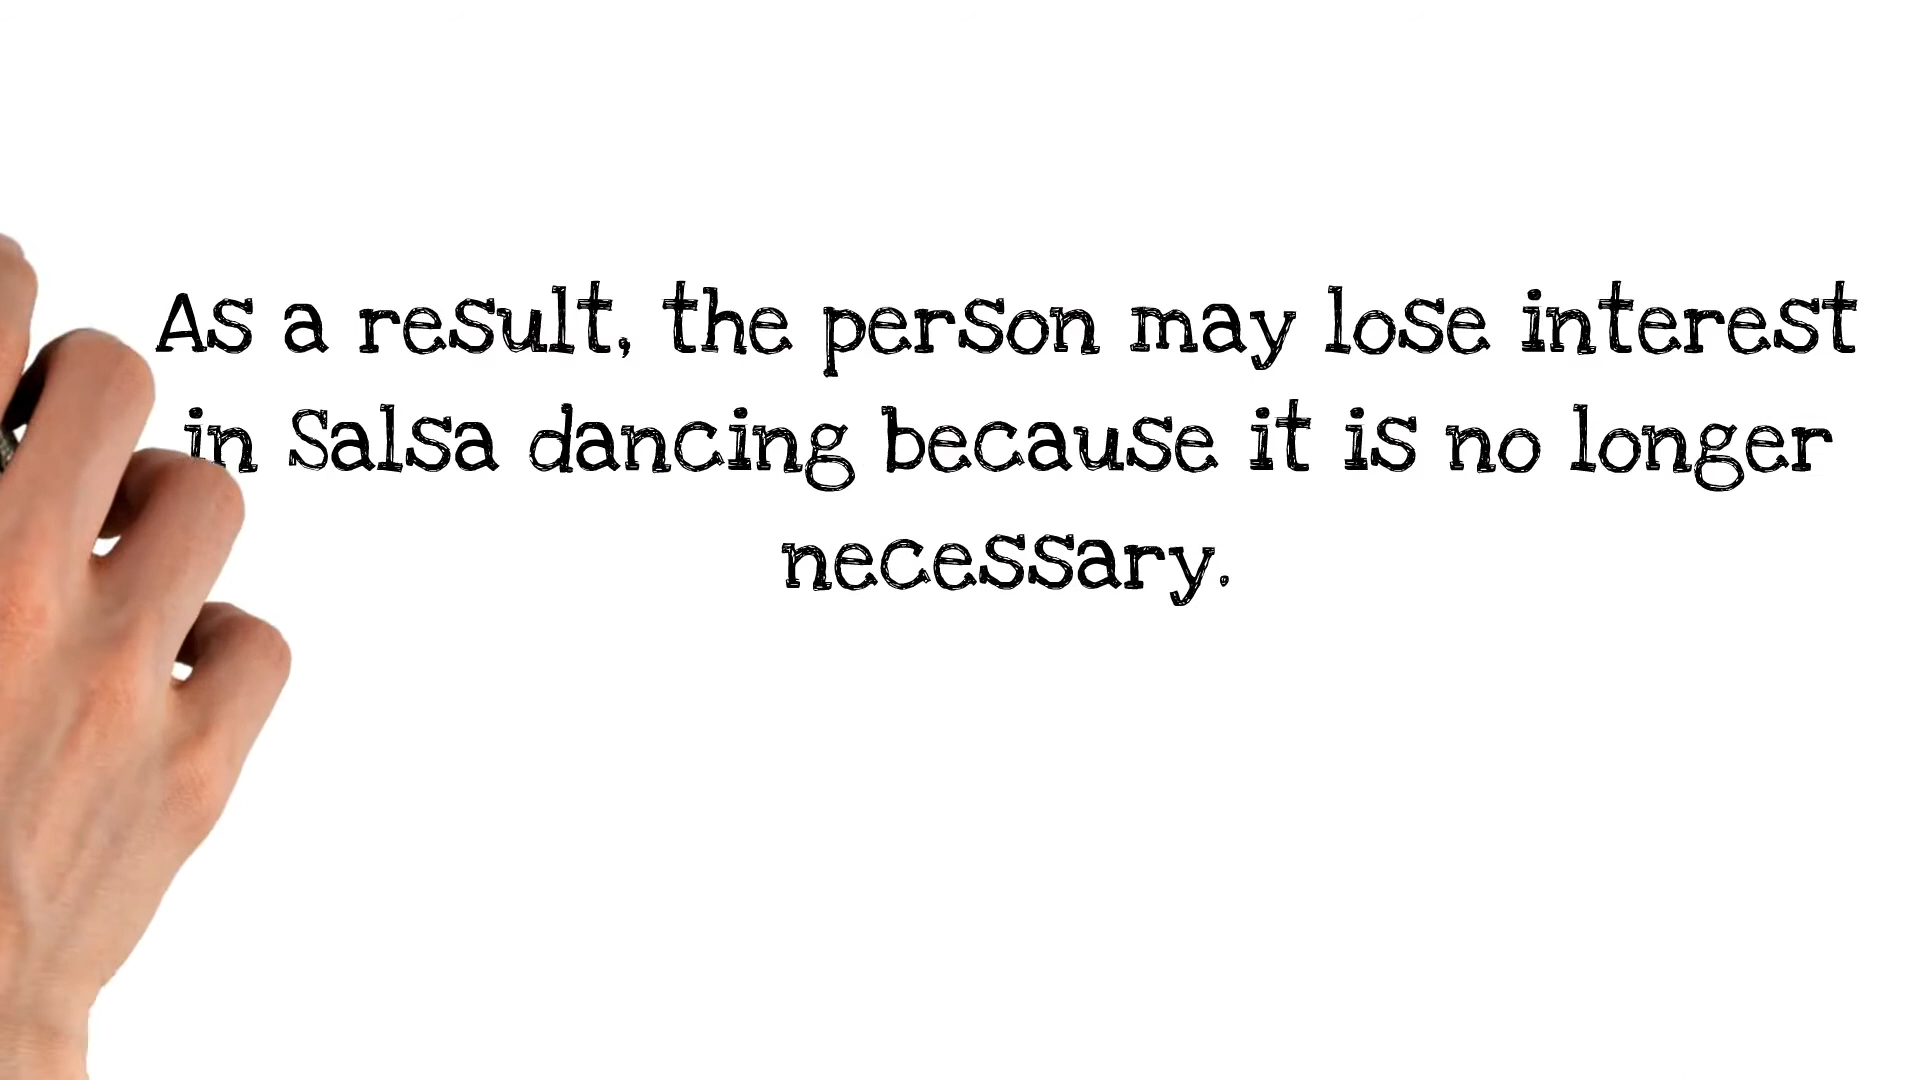 As a result, the person may lose interest
in Salsa dancing because it is no longer
necessary.